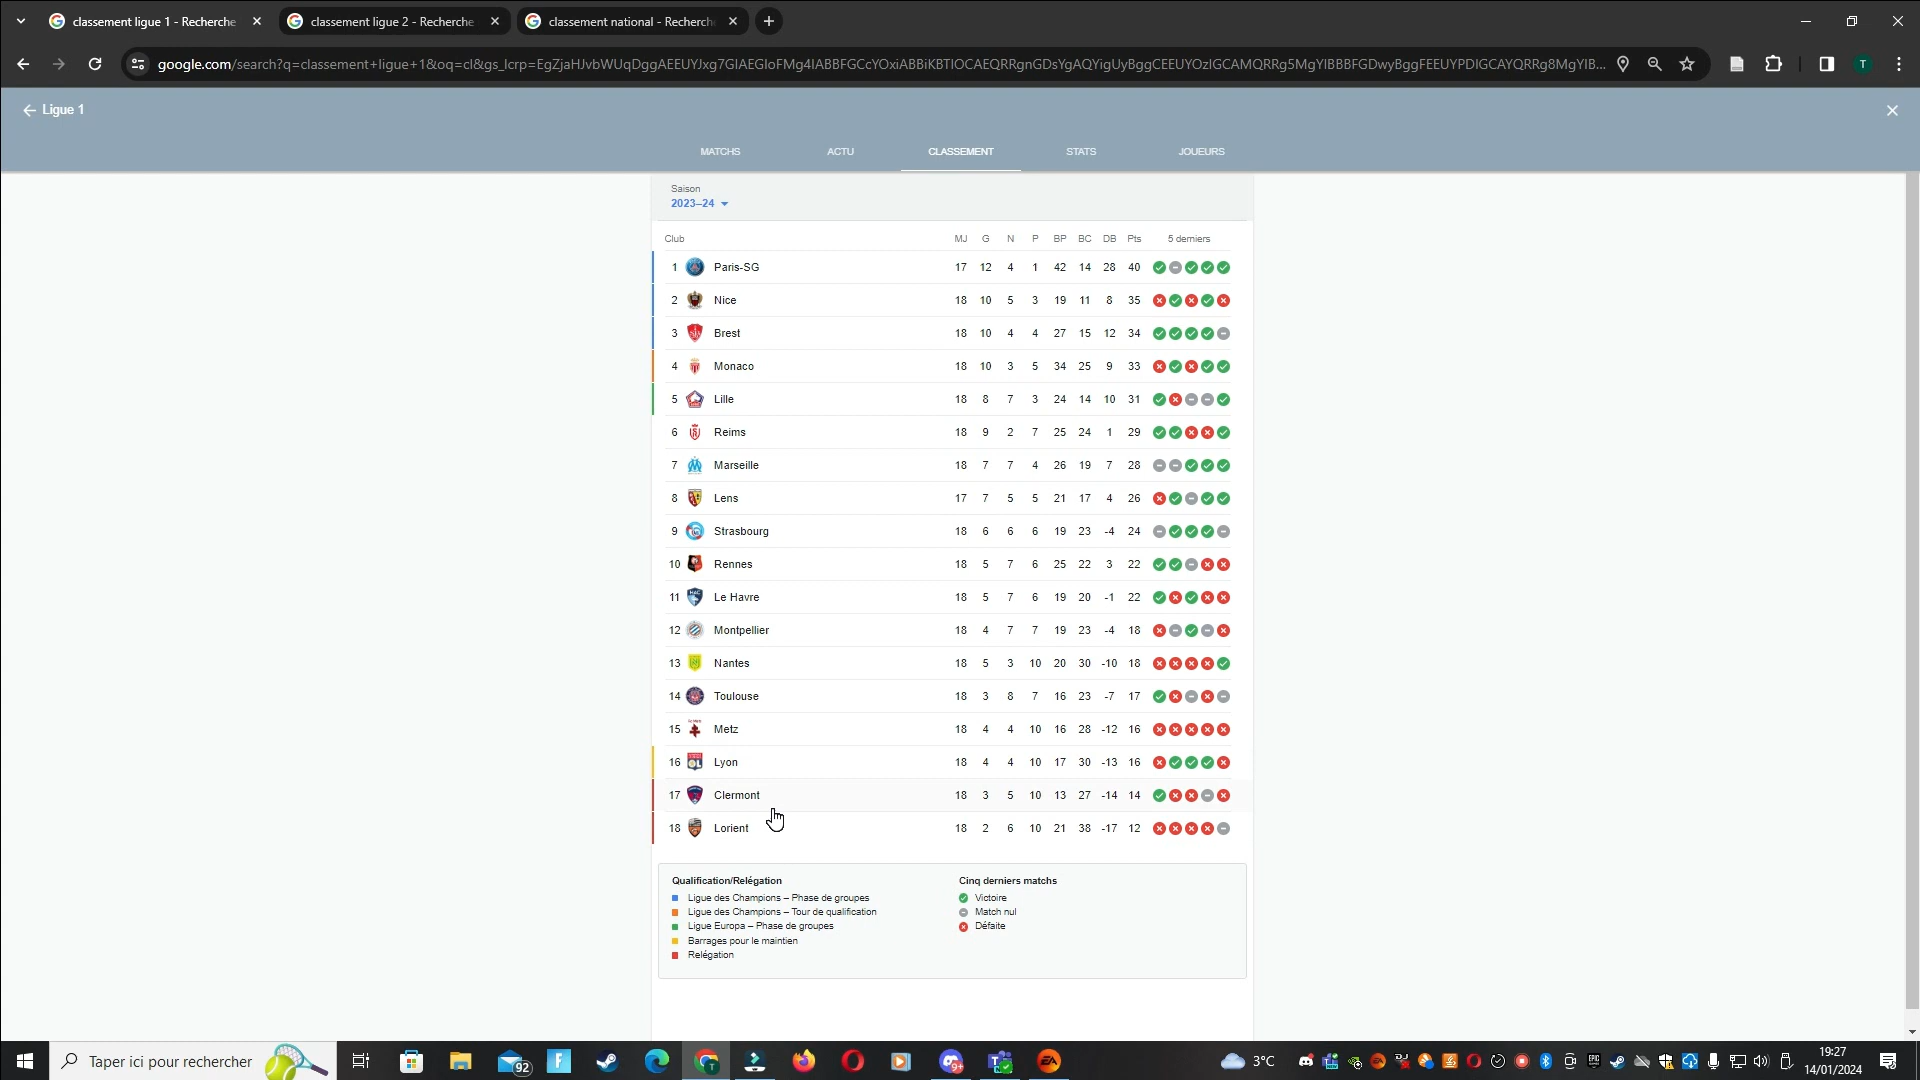 classement ligue 1 - Recherche
classement ligue 2 - Recherche
classement national - Recherch
google.com/search?q=classement+ligue+1&oq=cl&gs_lcrp=EgZjaHJvbWUqDggAEEUYJxg7GIAEGIoFMg4IABBFGCcYOxiABBiKBTIOCAEQRRgnGDsYgAQYigUyBggCEEUYOzIGCAMQRRg5MgYIBBBFGDwyBggFEEUYPDIGCAYQRRg8MgYIB...
T
Ligue 1
MATCHS ACTU CLASSEMENT STATS JOUEURS
Saison
2023–24
Club MJ G N P BP BC DB Pts 5 derniers
1 Paris-SG 17 12 4 1 42 14 28 40
2 Nice 18 10 5 3 19 11 8 35
3 Brest 18 10 4 4 27 15 12 34
4 Monaco 18 10 3 5 34 25 9 33
5 Lille 18 8 7 3 24 14 10 31
6 Reims 18 9 2 7 25 24 1 29
7 Marseille 18 7 7 4 26 19 7 28
8 Lens 17 7 5 5 21 17 4 26
9 Strasbourg 18 6 6 6 19 23 -4 24
10 Rennes 18 5 7 6 25 22 3 22
11 Le Havre 18 5 7 6 19 20 -1 22
12 Montpellier 18 4 7 7 19 23 -4 18
13 Nantes 18 5 3 10 20 30 -10 18
14 Toulouse 18 3 8 7 16 23 -7 17
15 Metz 18 4 4 10 16 28 -12 16
16 Lyon 18 4 4 10 17 30 -13 16
17 Clermont 18 3 5 10 13 27 -14 14
18 Lorient 18 2 6 10 21 38 -17 12
Qualification/Relégation
Ligue des Champions – Phase de groupes
Ligue des Champions – Tour de qualification
Ligue Europa – Phase de groupes
Barrages pour le maintien
Relégation
Cinq derniers matchs
Victoire
Match nul
Défaite
Taper ici pour rechercher
92
9+
3°C
19:27
14/01/2024